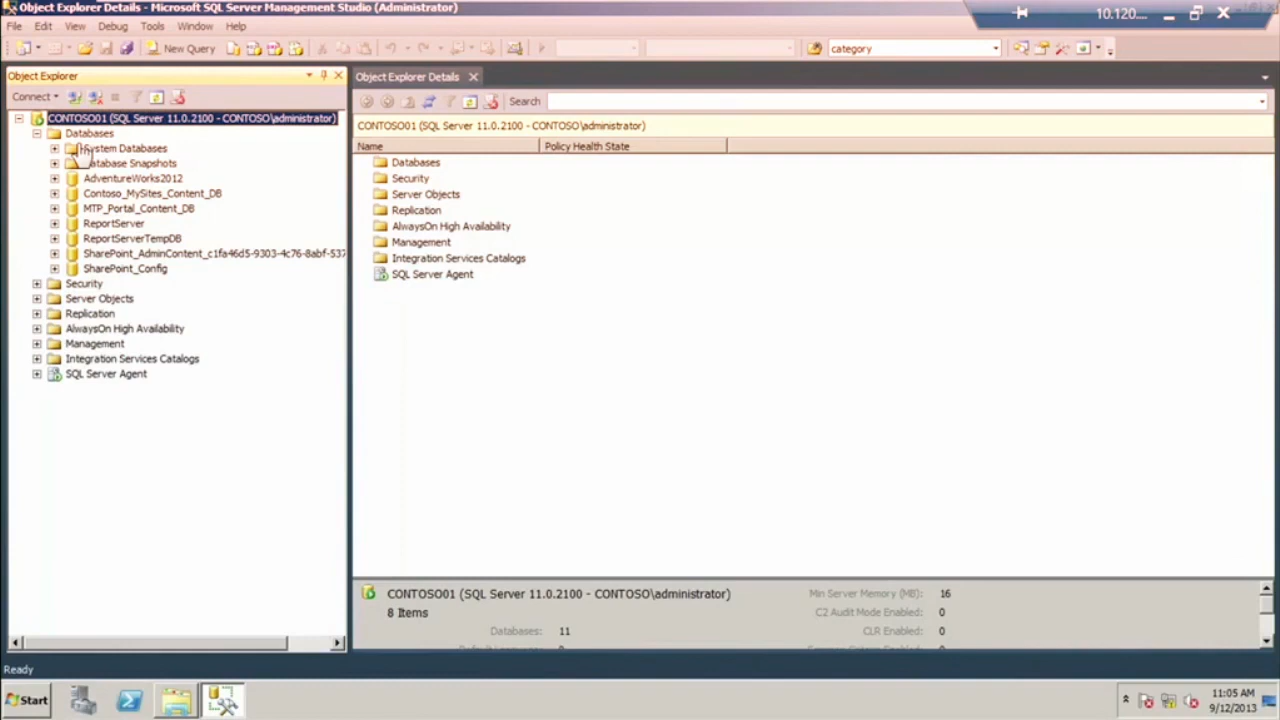 Object Explorer Details - Microsoft SQL Server Management Studio (Administrator)
10.120....
File Edit View Debug Tools Window Help
New Query
category
Object Explorer
Connect
CONTOSO01 (SQL Server 11.0.2100 - CONTOSO\administrator)
Databases
System Databases
Database Snapshots
AdventureWorks2012
Contoso_MySites_Content_DB
MTP_Portal_Content_DB
ReportServer
ReportServerTempDB
SharePoint_AdminContent_c1fa46d5-9303-4c76-8abf-537
SharePoint_Config
Security
Server Objects
Replication
AlwaysOn High Availability
Management
Integration Services Catalogs
SQL Server Agent
Object Explorer Details
Search
CONTOSO01 (SQL Server 11.0.2100 - CONTOSO\administrator)
Name Policy Health State
Databases
Security
Server Objects
Replication
AlwaysOn High Availability
Management
Integration Services Catalogs
SQL Server Agent
CONTOSO01 (SQL Server 11.0.2100 - CONTOSO\administrator)
8 Items
Databases: 11
Min Server Memory (MB): 16
C2 Audit Mode Enabled: 0
CLR Enabled: 0
Ready
Start
11:05 AM
9/12/2013